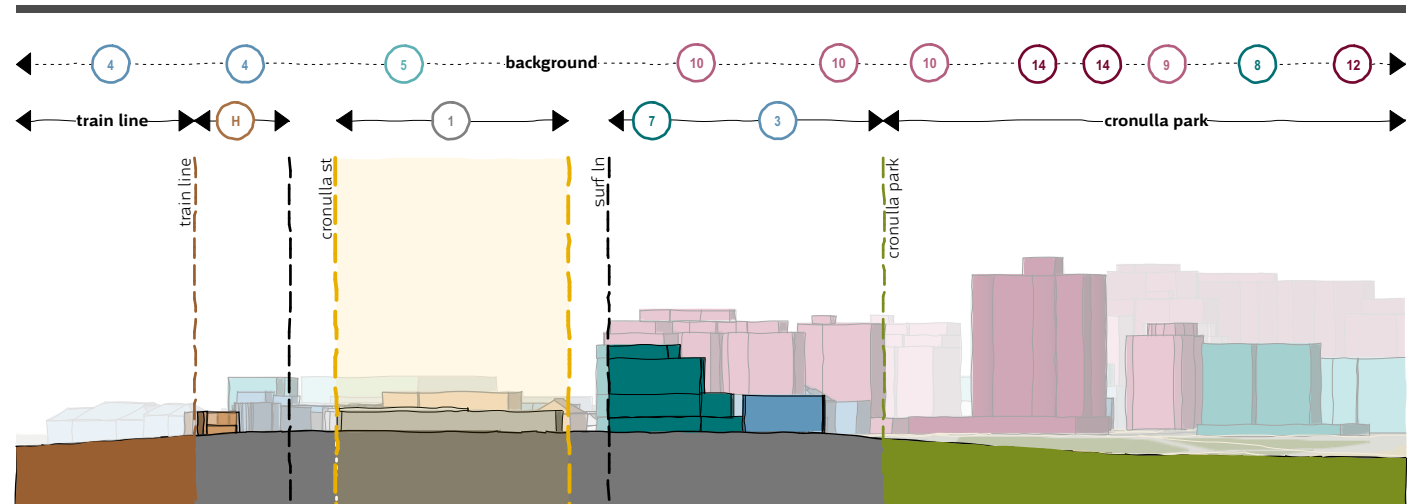 4 4 5 background 10 10 10 14 14 9 8 12
train line H 1 7 3 cronulla park
train line
cronulla st
surf ln
cronulla park